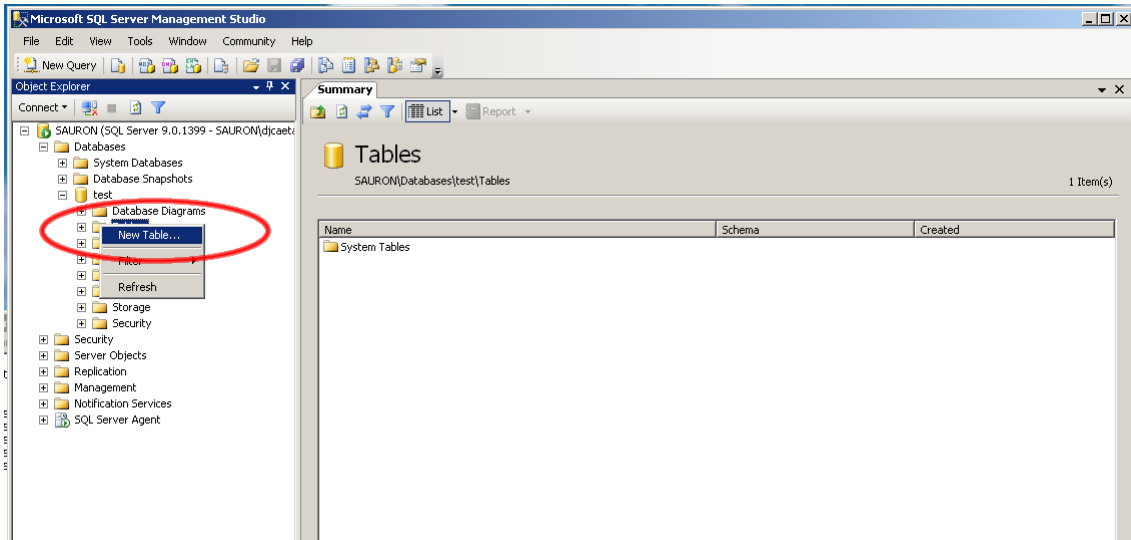 Microsoft SQL Server Management Studio
File Edit View Tools Window Community Help
New Query
Object Explorer
Connect
SAURON (SQL Server 9.0.1399 - SAURON\djcaeta
Databases
System Databases
Database Snapshots
test
Database Diagrams
New Table...
Filter
Refresh
Storage
Security
Security
Server Objects
Replication
Management
Notification Services
SQL Server Agent
Summary
List Report
Tables
SAURON\Databases\test\Tables 1 Item(s)
Name Schema Created
System Tables